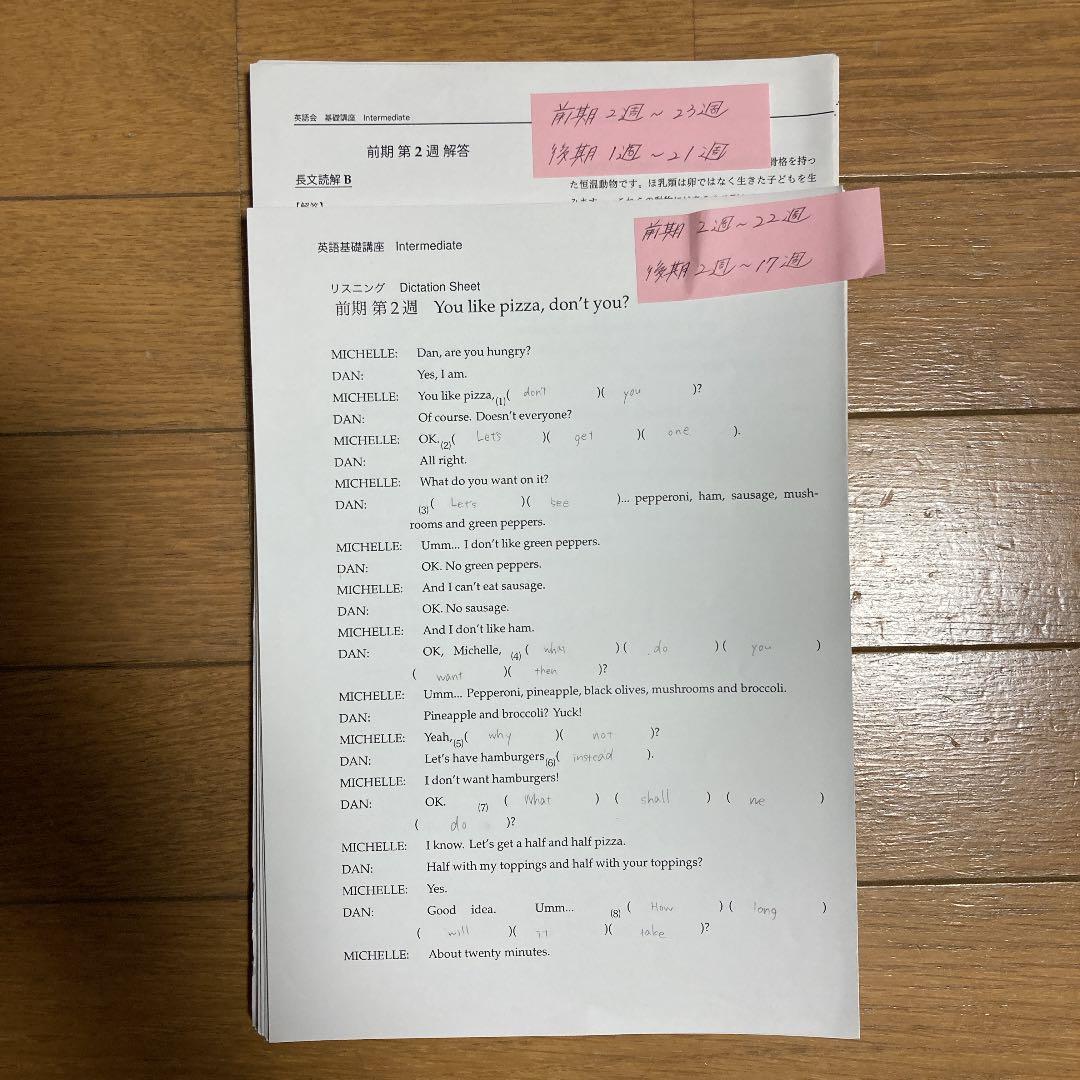 英語会 基礎講座 Intermediate
前期 2週〜23週
後期 1週〜21週
前期 第2週 解答
長文読解 B
骨格を持っ
た恒温動物です。ほ乳類は卵ではなく生きた子どもを生
【解答】
前期 2週〜22週
後期 2週〜17週
英語基礎講座 Intermediate
リスニング Dictation Sheet
前期 第2週 You like pizza, don't you?
MICHELLE: Dan, are you hungry?
DAN: Yes, I am.
MICHELLE: You like pizza,(1)( don't )( you )?
DAN: Of course. Doesn't everyone?
MICHELLE: OK.(2)( Let's )( get )( one ).
DAN: All right.
MICHELLE: What do you want on it?
DAN: (3)( Let's )( see )... pepperoni, ham, sausage, mush-
rooms and green peppers.
MICHELLE: Umm... I don't like green peppers.
DAN: OK. No green peppers.
MICHELLE: And I can't eat sausage.
DAN: OK. No sausage.
MICHELLE: And I don't like ham.
DAN: OK, Michelle, (4)( what )( do )( you )
( want )( then )?
MICHELLE: Umm... Pepperoni, pineapple, black olives, mushrooms and broccoli.
DAN: Pineapple and broccoli? Yuck!
MICHELLE: Yeah,(5)( why )( not )?
DAN: Let's have hamburgers(6)( instead ).
MICHELLE: I don't want hamburgers!
DAN: OK. (7) ( What ) ( shall ) ( we )
( do )?
MICHELLE: I know. Let's get a half and half pizza.
DAN: Half with my toppings and half with your toppings?
MICHELLE: Yes.
DAN: Good idea. Umm... (8) ( How )( long )
( will )( it )( take )?
MICHELLE: About twenty minutes.